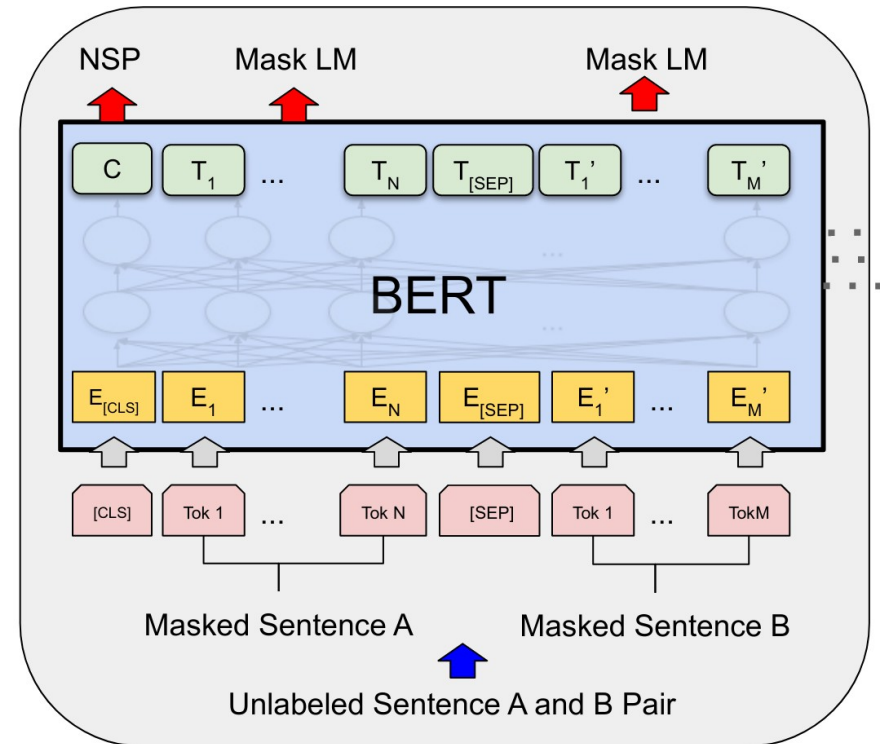 NSP Mask LM Mask LM
C T1 ... TN T[SEP] T1’ ... TM’
...
BERT
...
E[CLS] E1 ... EN E[SEP] E1’ ... EM’
[CLS] Tok 1 ... Tok N [SEP] Tok 1 ... TokM
Masked Sentence A Masked Sentence B
Unlabeled Sentence A and B Pair